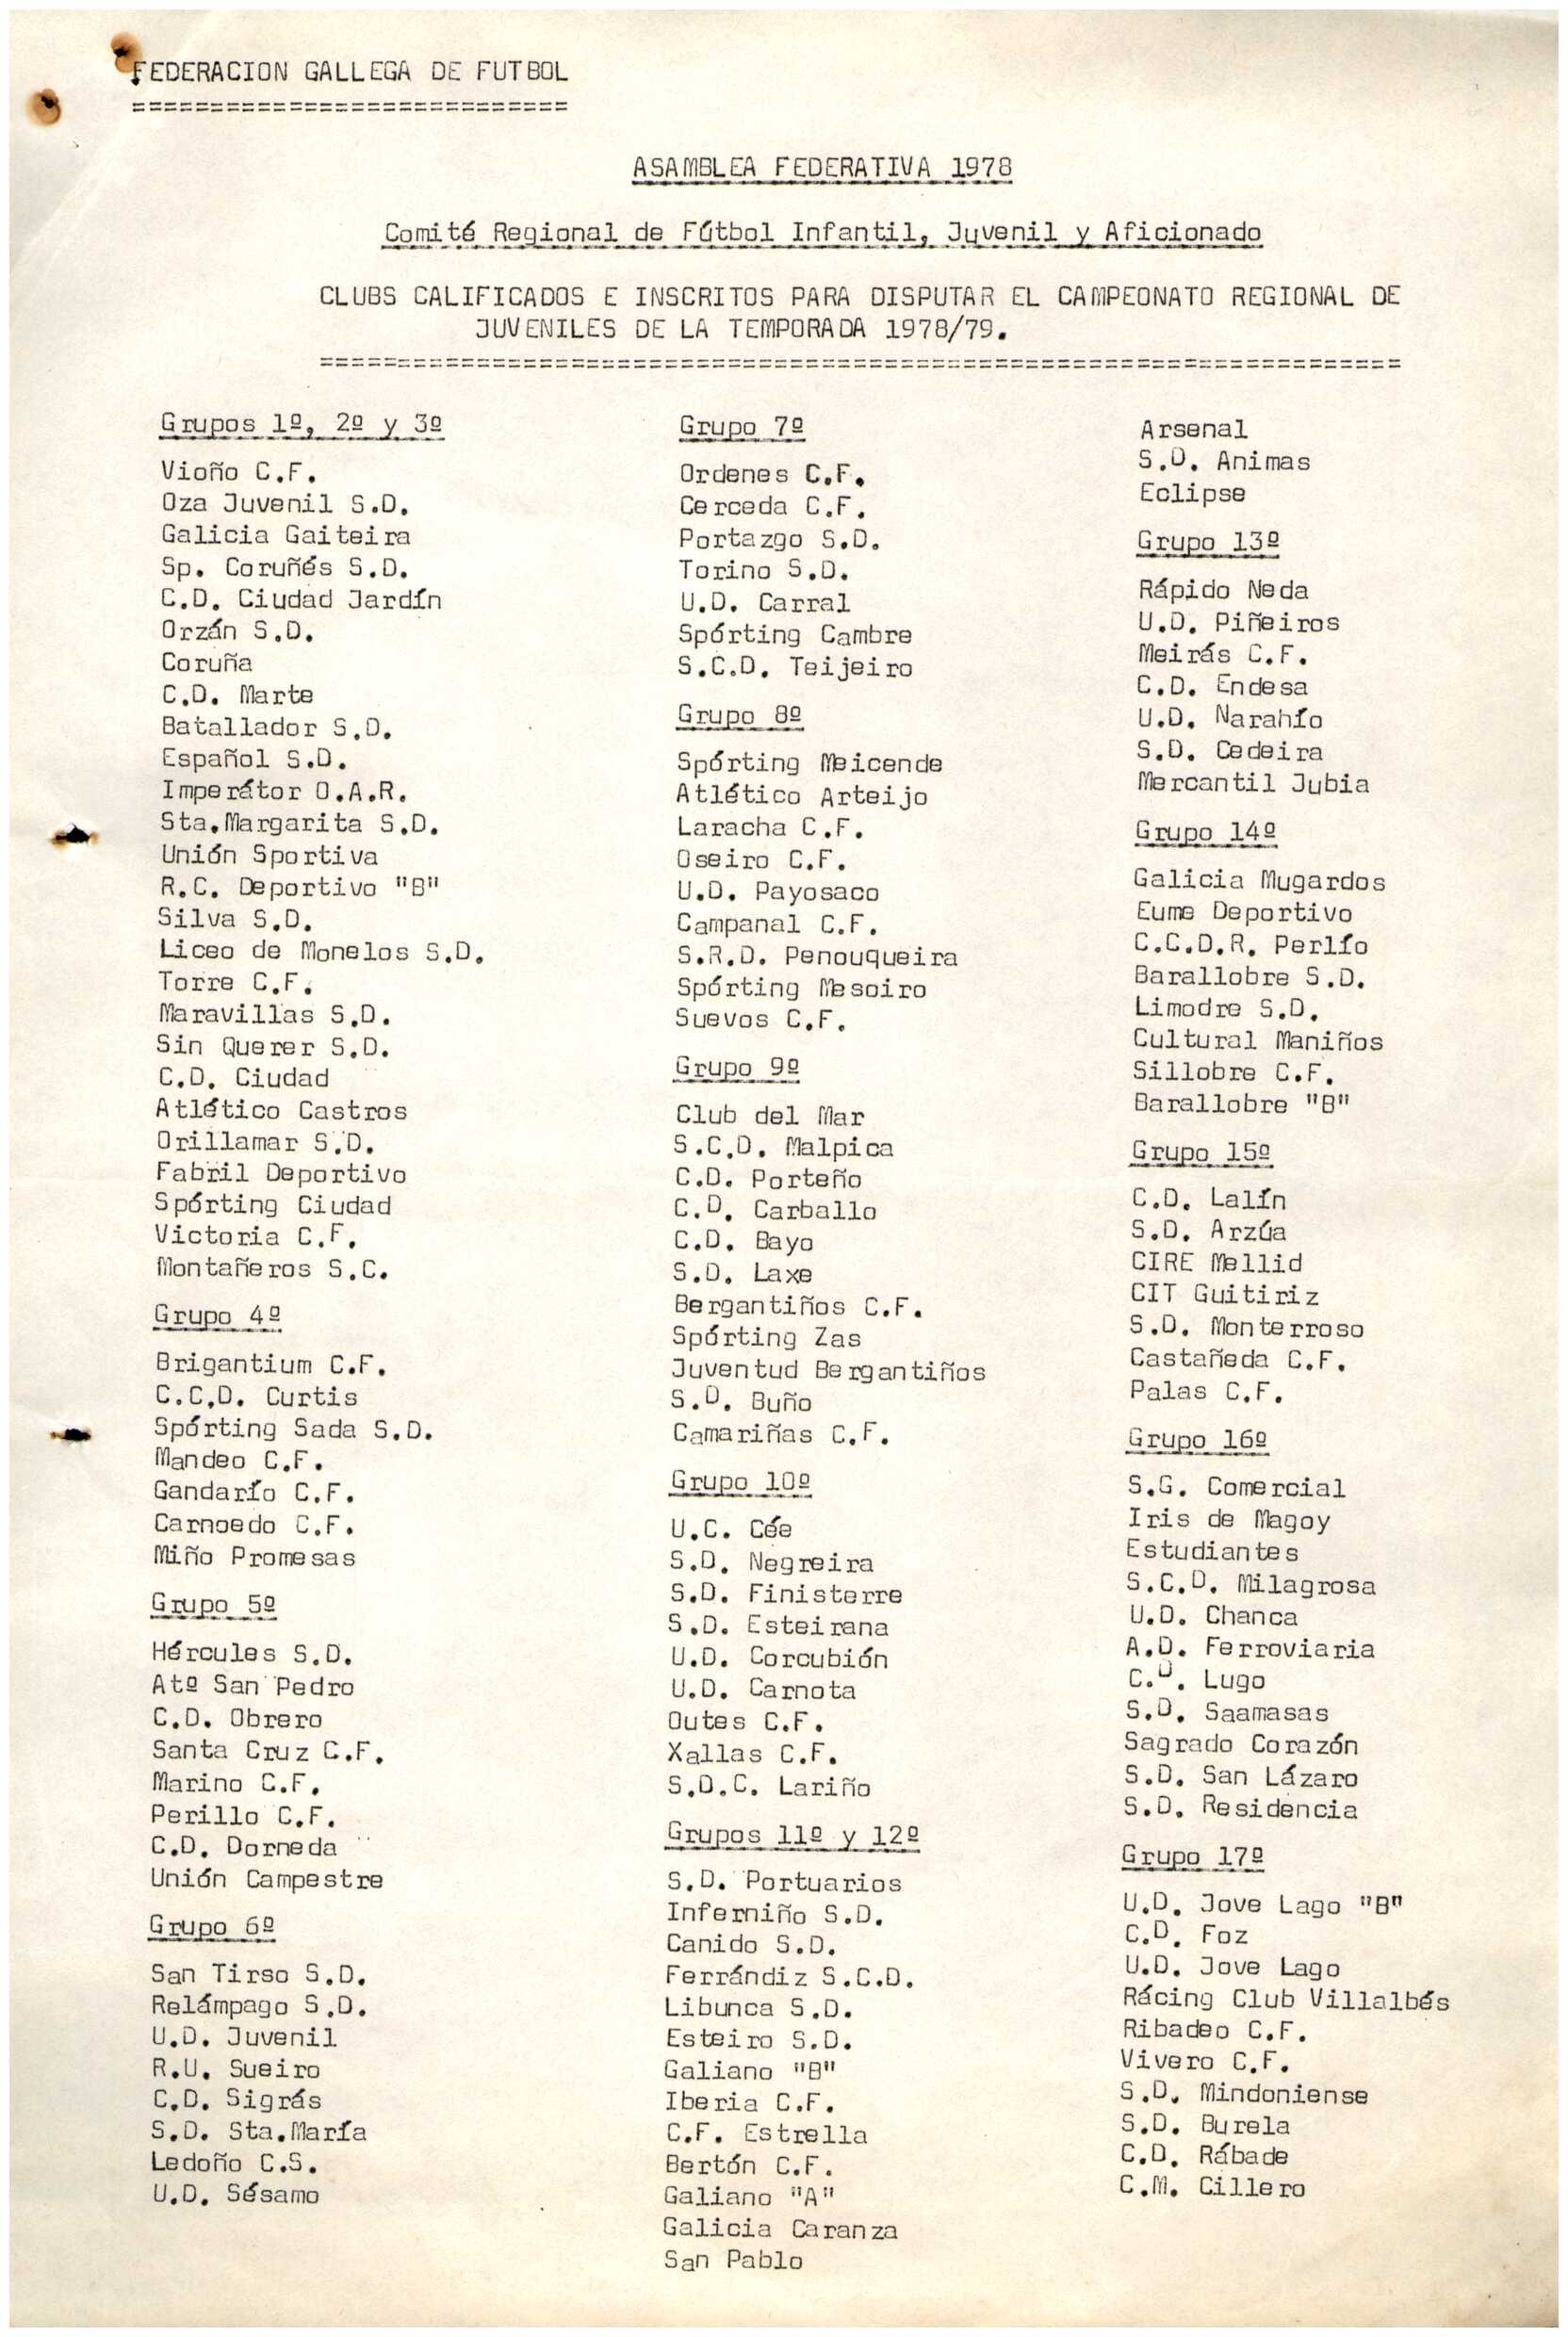 FEDERACION GALLEGA DE FUTBOL
============================
ASAMBLEA FEDERATIVA 1978
Comité Regional de Fútbol Infantil, Juvenil y Aficionado
CLUBS CALIFICADOS E INSCRITOS PARA DISPUTAR EL CAMPEONATO REGIONAL DE
JUVENILES DE LA TEMPORADA 1978/79.
=====================================================================
Grupos 1º, 2º y 3º
Vioño C.F.
Oza Juvenil S.D.
Galicia Gaiteira
Sp. Coruñés S.D.
C.D. Ciudad Jardín
Orzán S.D.
Coruña
C.D. Marte
Batallador S.D.
Español S.D.
Imperátor O.A.R.
Sta.Margarita S.D.
Unión Sportiva
R.C. Deportivo "B"
Silva S.D.
Liceo de Monelos S.D.
Torre C.F.
Maravillas S.D.
Sin Querer S.D.
C.D. Ciudad
Atlético Castros
Orillamar S.D.
Fabril Deportivo
Spórting Ciudad
Victoria C.F.
Montañeros S.C.
Grupo 4º
Brigantium C.F.
C.C.D. Curtis
Spórting Sada S.D.
Mandeo C.F.
Gandarío C.F.
Carnoedo C.F.
Miño Promesas
Grupo 5º
Hércules S.D.
Atº San Pedro
C.D. Obrero
Santa Cruz C.F.
Marino C.F.
Perillo C.F.
C.D. Dorneda
Unión Campestre
Grupo 6º
San Tirso S.D.
Relámpago S.D.
U.D. Juvenil
R.U. Sueiro
C.D. Sigrás
S.D. Sta.María
Ledoño C.S.
U.D. Sésamo
Grupo 7º
Ordenes C.F.
Cerceda C.F.
Portazgo S.D.
Torino S.D.
U.D. Carral
Spórting Cambre
S.C.D. Teijeiro
Grupo 8º
Spórting Meicende
Atlético Arteijo
Laracha C.F.
Oseiro C.F.
U.D. Payosaco
Campanal C.F.
S.R.D. Penouqueira
Spórting Mesoiro
Suevos C.F.
Grupo 9º
Club del Mar
S.C.D. Malpica
C.D. Porteño
C.D. Carballo
C.D. Bayo
S.D. Laxe
Bergantiños C.F.
Spórting Zas
Juventud Bergantiños
S.D. Buño
Camariñas C.F.
Grupo 10º
U.C. Cée
S.D. Negreira
S.D. Finisterre
S.D. Esteirana
U.D. Corcubión
U.D. Carnota
Outes C.F.
Xallas C.F.
S.D.C. Lariño
Grupos 11º y 12º
S.D. Portuarios
Inferniño S.D.
Canido S.D.
Ferrándiz S.C.D.
Libunca S.D.
Esteiro S.D.
Galiano "B"
Iberia C.F.
C.F. Estrella
Bertón C.F.
Galiano "A"
Galicia Caranza
San Pablo
Arsenal
S.D. Animas
Eclipse
Grupo 13º
Rápido Neda
U.D. Piñeiros
Meirás C.F.
C.D. Endesa
U.D. Narahío
S.D. Cedeira
Mercantil Jubia
Grupo 14º
Galicia Mugardos
Eume Deportivo
C.C.D.R. Perlío
Barallobre S.D.
Limodre S.D.
Cultural Maniños
Sillobre C.F.
Barallobre "B"
Grupo 15º
C.D. Lalín
S.D. Arzúa
CIRE Mellid
CIT Guitiriz
S.D. Monterroso
Castañeda C.F.
Palas C.F.
Grupo 16º
S.G. Comercial
Iris de Magoy
Estudiantes
S.C.D. Milagrosa
U.D. Chanca
A.D. Ferroviaria
C.D. Lugo
S.D. Saamasas
Sagrado Corazón
S.D. San Lázaro
S.D. Residencia
Grupo 17º
U.D. Jove Lago "B"
C.D. Foz
U.D. Jove Lago
Rácing Club Villalbés
Ribadeo C.F.
Vivero C.F.
S.D. Mindoniense
S.D. Burela
C.D. Rábade
C.M. Cillero